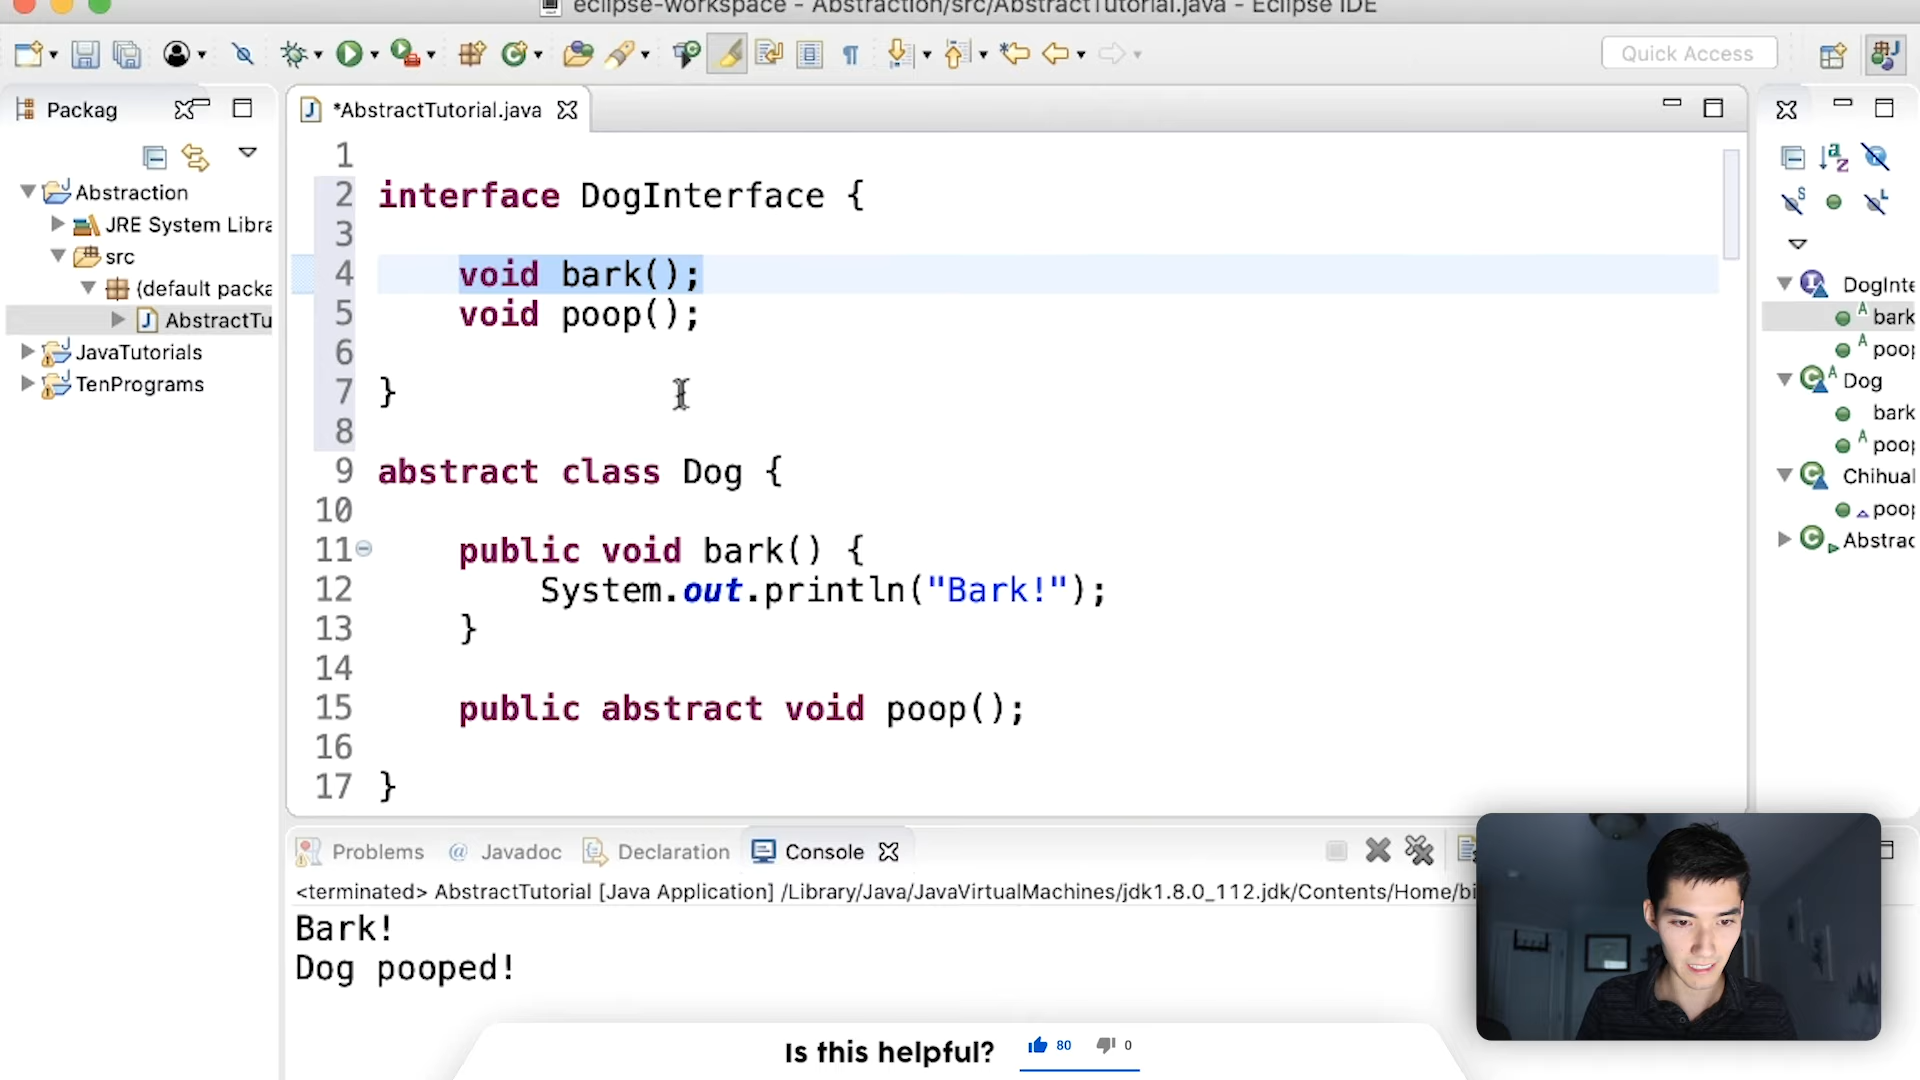 eclipse-workspace - Abstraction/src/AbstractTutorial.java - Eclipse IDE
Quick Access
Packag
*AbstractTutorial.java
Abstraction
JRE System Libra
src
(default packa
AbstractTu
JavaTutorials
TenPrograms
1
2 interface DogInterface {
3
4 void bark();
5 void poop();
6
7 }
8
9 abstract class Dog {
10
11 public void bark() {
12 System.out.println("Bark!");
13 }
14
15 public abstract void poop();
16
17 }
DogInte
bark
poop
Dog
bark
poop
Chihual
poop
Abstrac
Problems @ Javadoc Declaration Console
<terminated> AbstractTutorial [Java Application] /Library/Java/JavaVirtualMachines/jdk1.8.0_112.jdk/Contents/Home/bi
Bark!
Dog pooped!
Is this helpful? 80 0